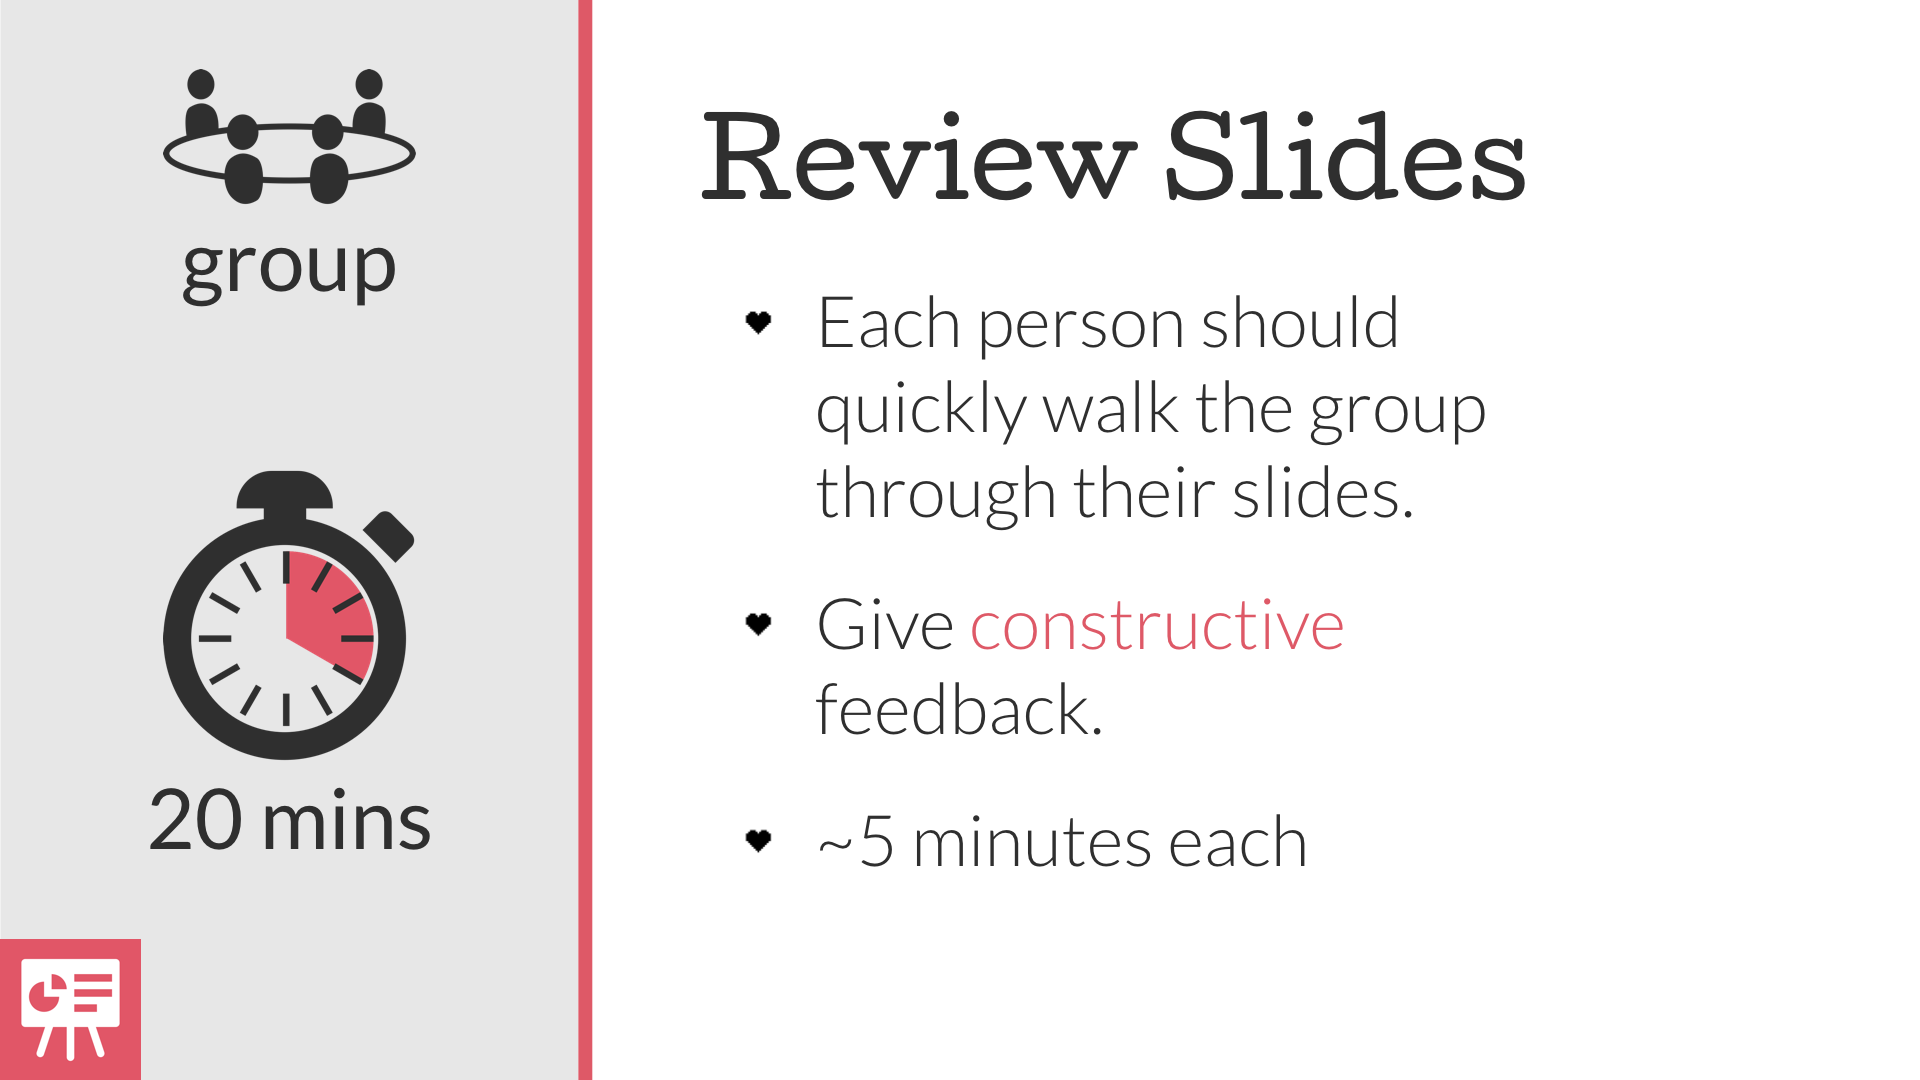 group
20 mins
Review Slides
Each person should
quickly walk the group
through their slides.
Give constructive
feedback.
~5 minutes each